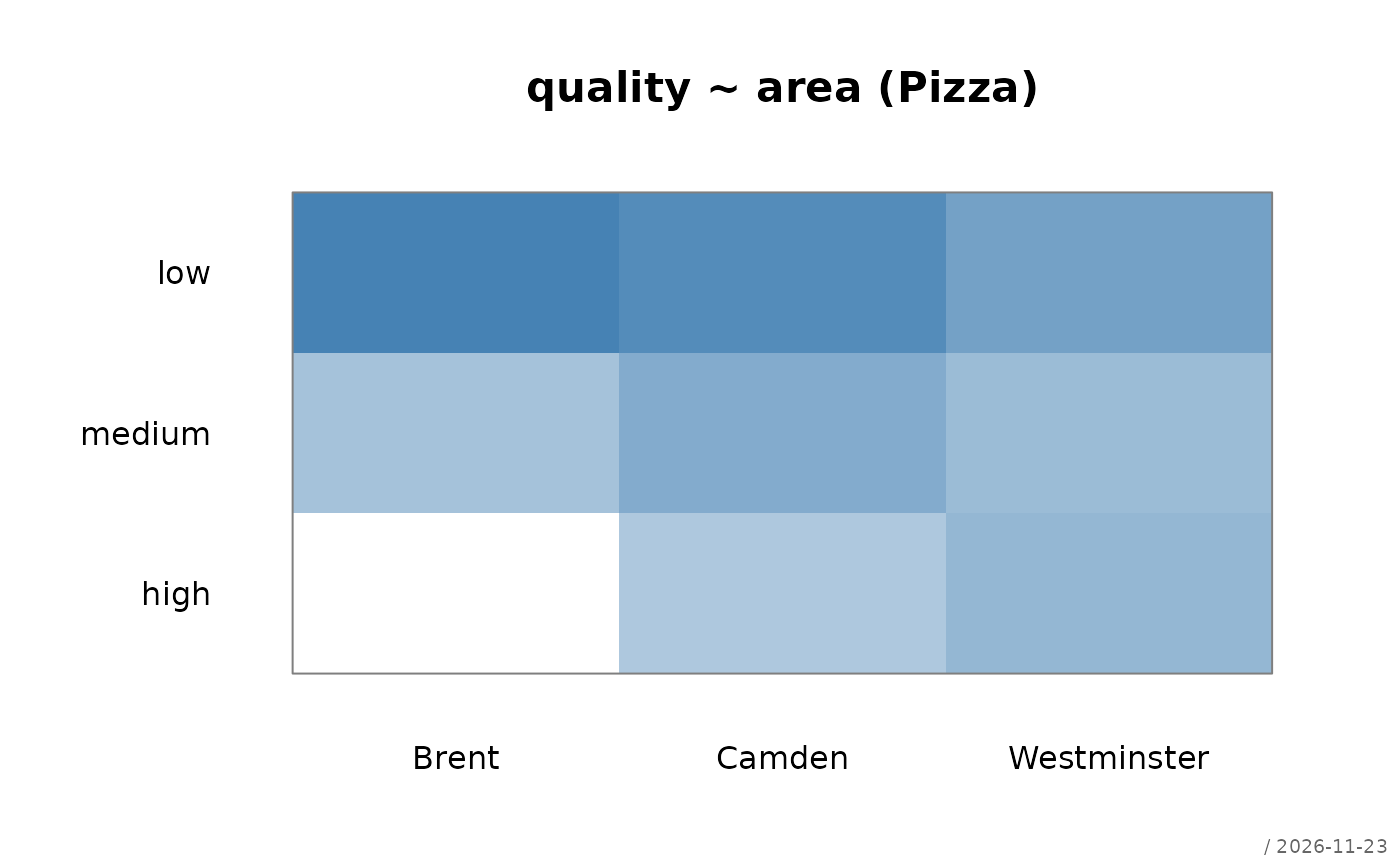 quality ~ area (Pizza)
low
medium
high
Brent
Camden
Westminster
/ 2026-11-23